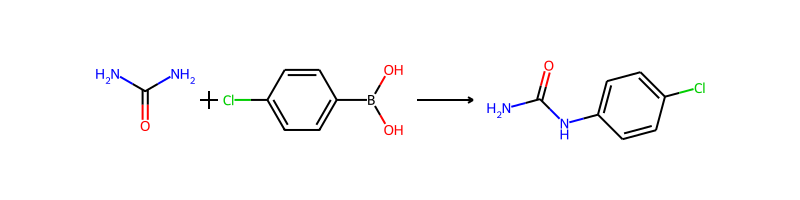 H2N NH2
O
+
Cl B OH
OH
O
H2N N
H
Cl